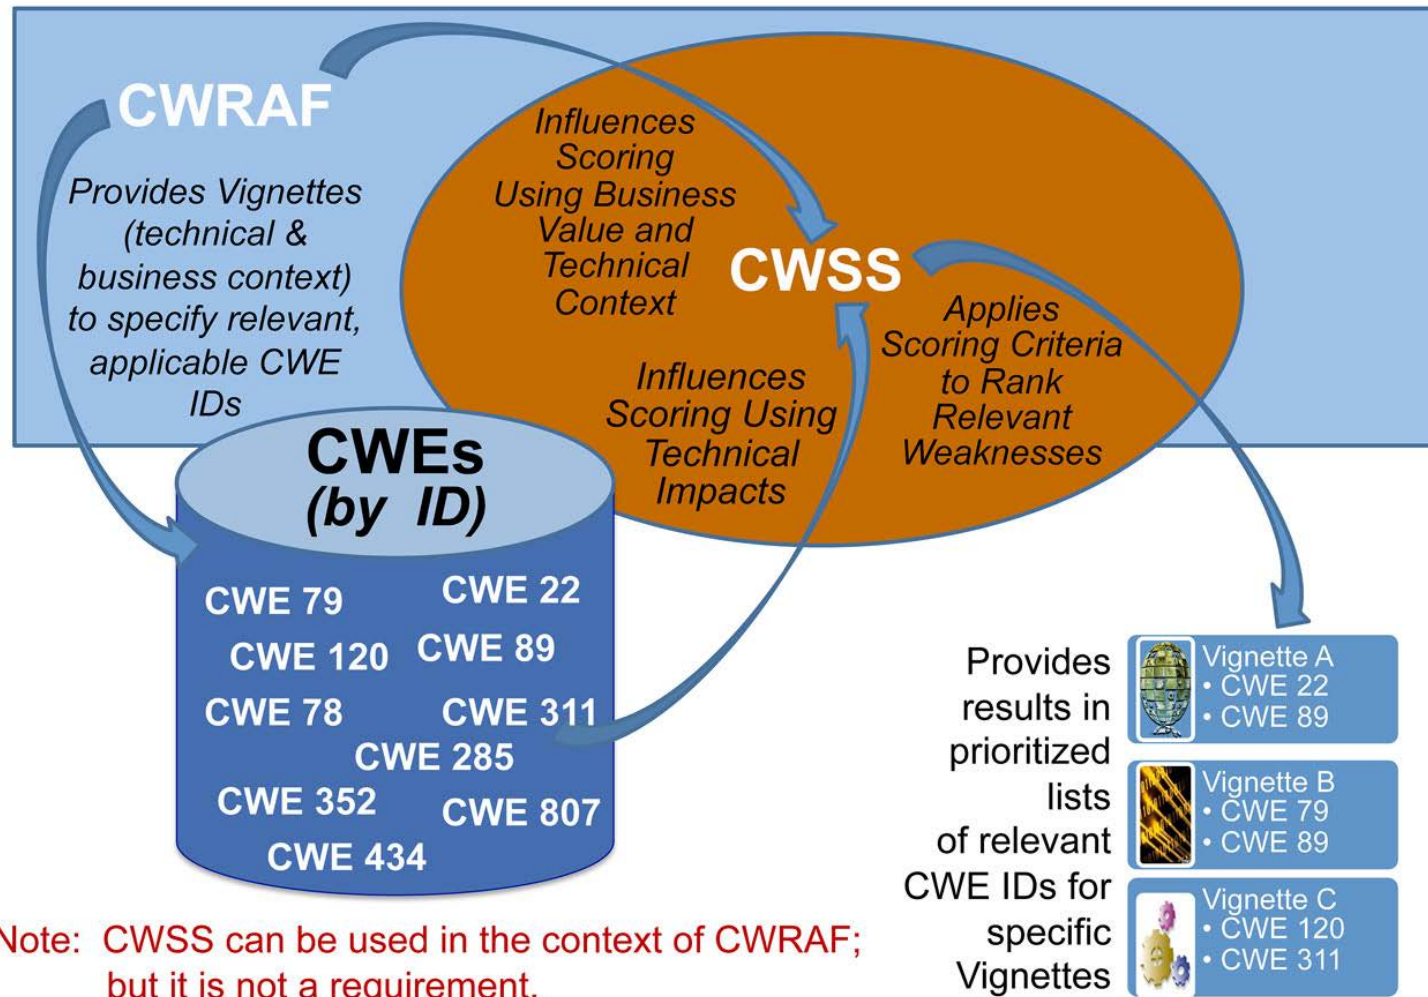 CWRAF
Provides Vignettes
(technical &
business context)
to specify relevant,
applicable CWE
IDs
Influences
Scoring
Using Business
Value and
Technical
Context
CWSS
Applies
Scoring Criteria
to Rank
Relevant
Weaknesses
Influences
Scoring Using
Technical
Impacts
CWEs
(by ID)
CWE 79
CWE 22
CWE 120
CWE 89
CWE 78
CWE 311
CWE 285
CWE 352
CWE 807
CWE 434
Provides
results in
prioritized
lists
of relevant
CWE IDs for
specific
Vignettes
Vignette A
• CWE 22
• CWE 89
Vignette B
• CWE 79
• CWE 89
Vignette C
• CWE 120
• CWE 311
Note: CWSS can be used in the context of CWRAF;
but it is not a requirement.